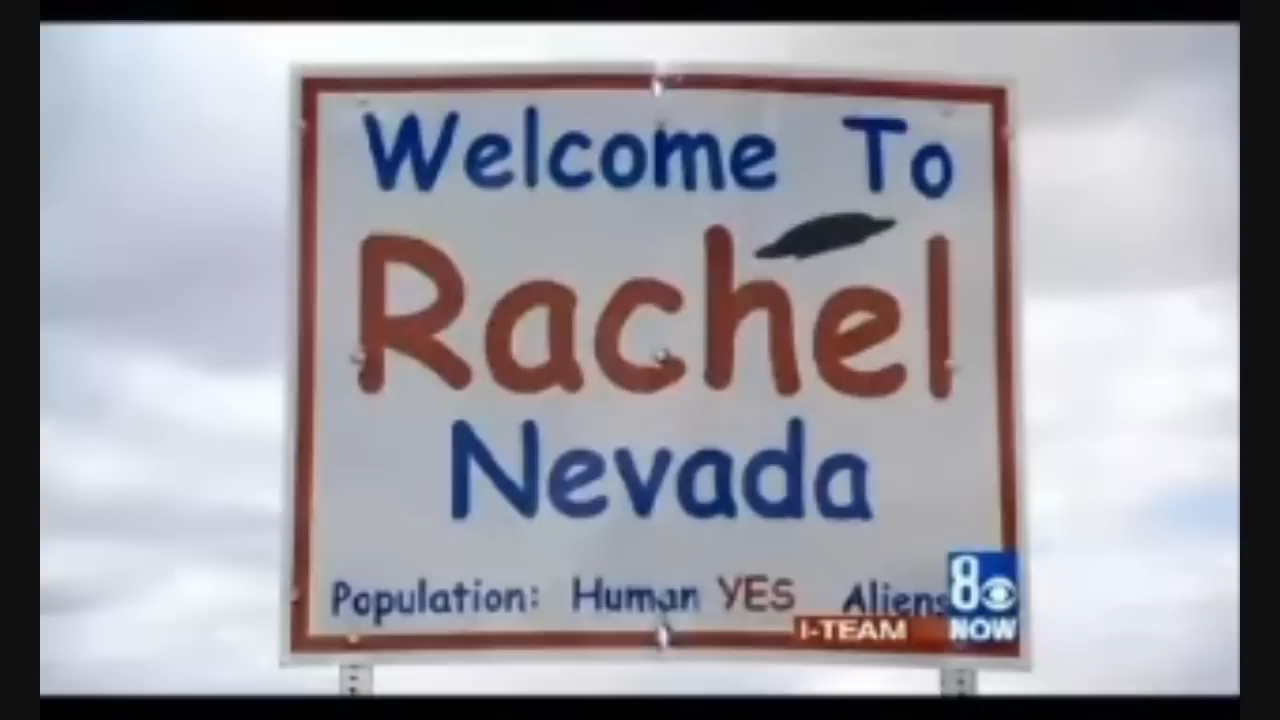 Welcome To
Rachel
Nevada
Population: Human YES Aliens
I-TEAM
8
NOW